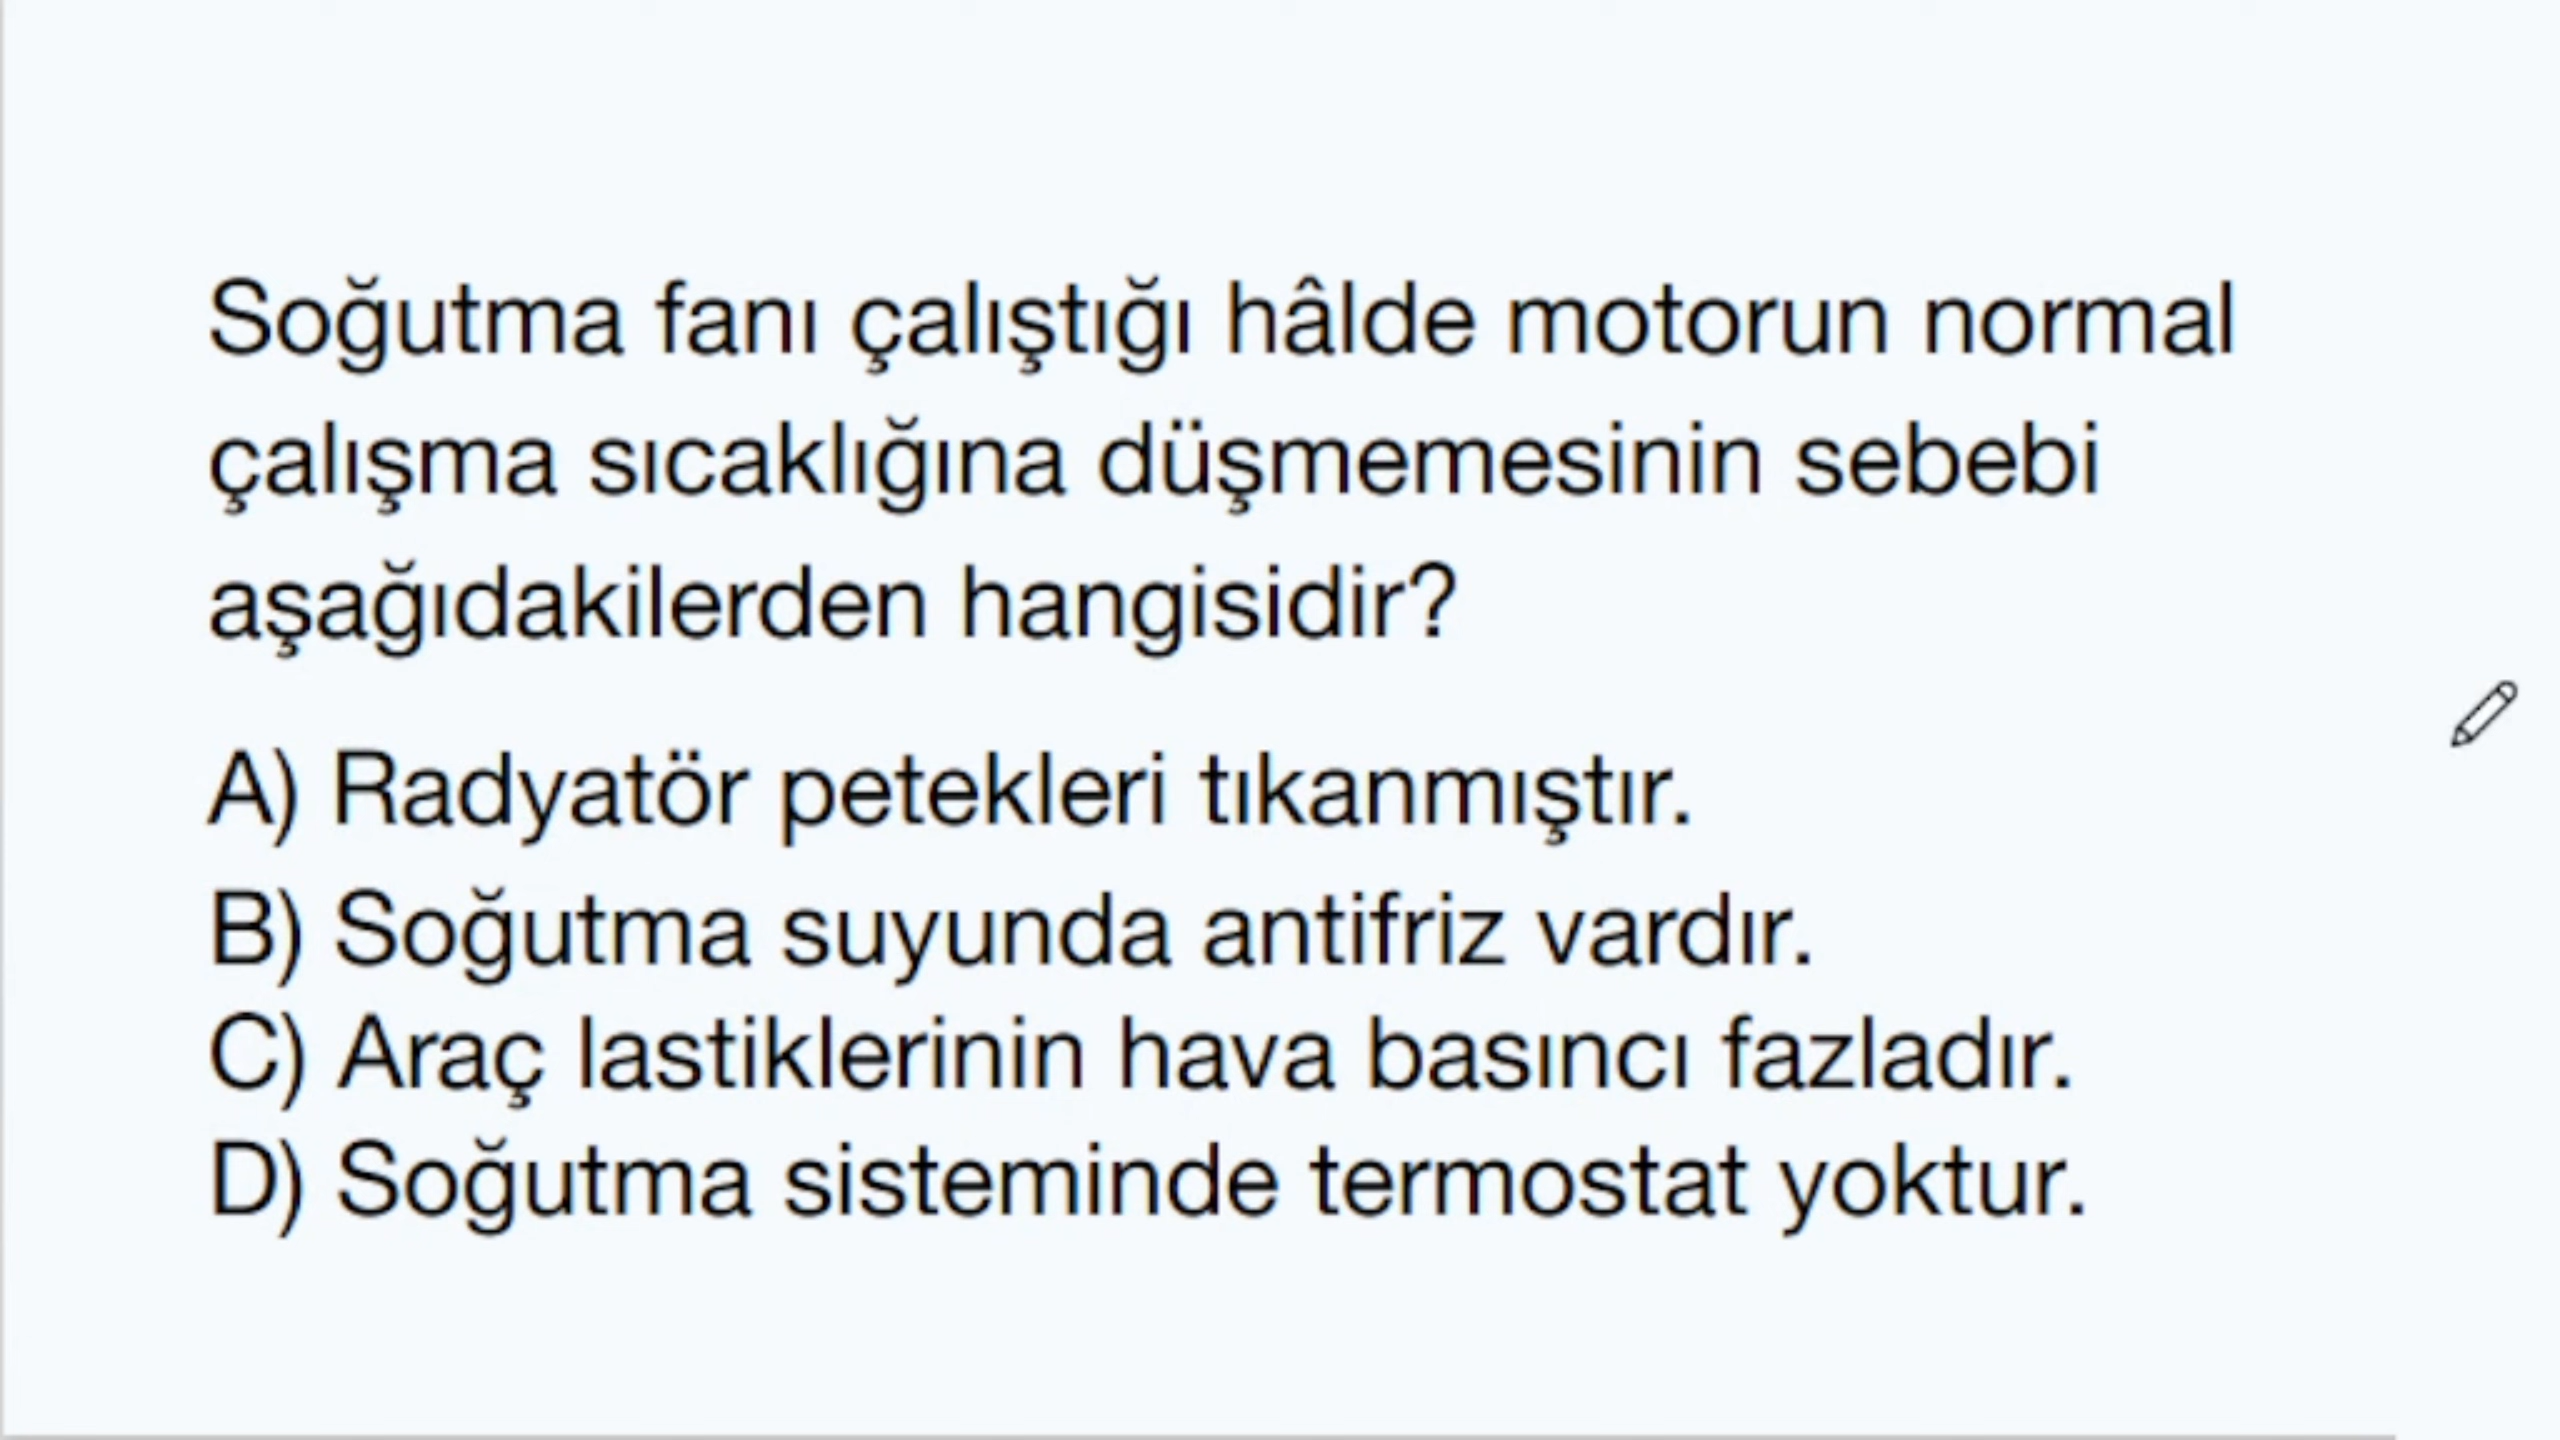 Soğutma fanı çalıştığı hâlde motorun normal
çalışma sıcaklığına düşmemesinin sebebi
aşağıdakilerden hangisidir?
A) Radyatör petekleri tıkanmıştır.
B) Soğutma suyunda antifriz vardır.
C) Araç lastiklerinin hava basıncı fazladır.
D) Soğutma sisteminde termostat yoktur.